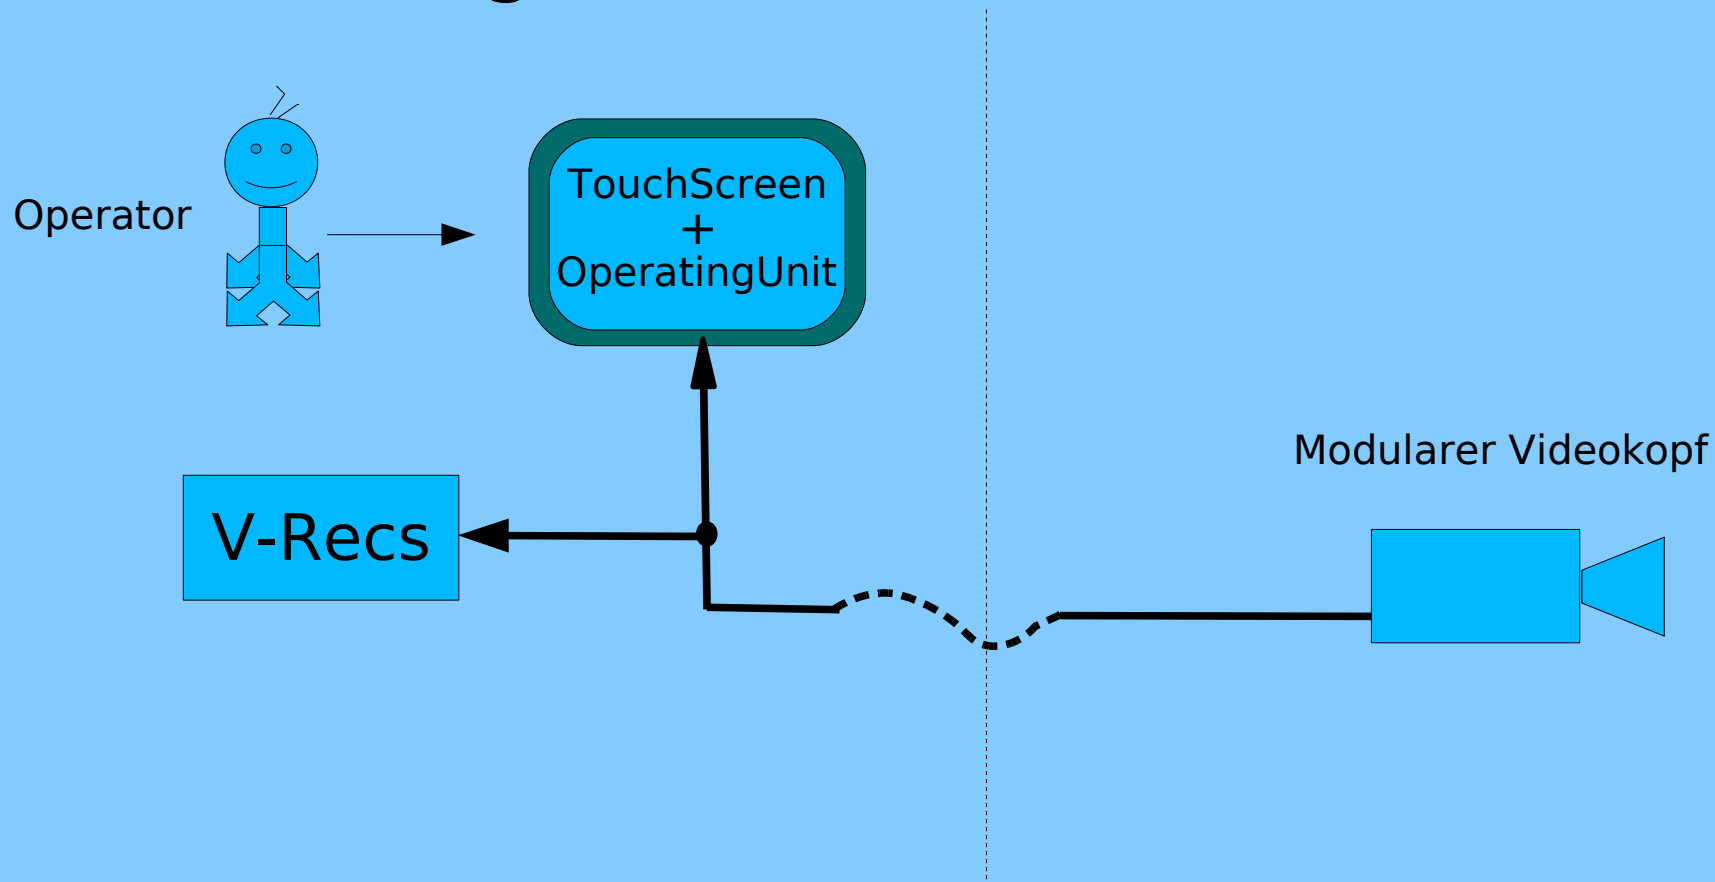 Operator
TouchScreen
+
OperatingUnit
Modularer Videokopf
V-Recs